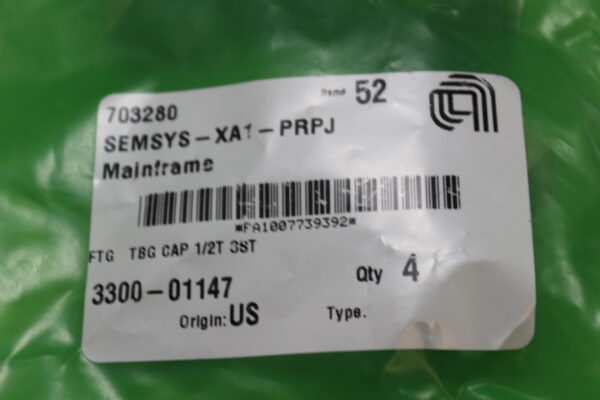 703280 Item# 52
SEMSYS-XA1-PRPJ
Mainframe
*FA1007739392*
FTG TBG CAP 1/2T SST
3300-01147 Qty 4
Origin: US Type.